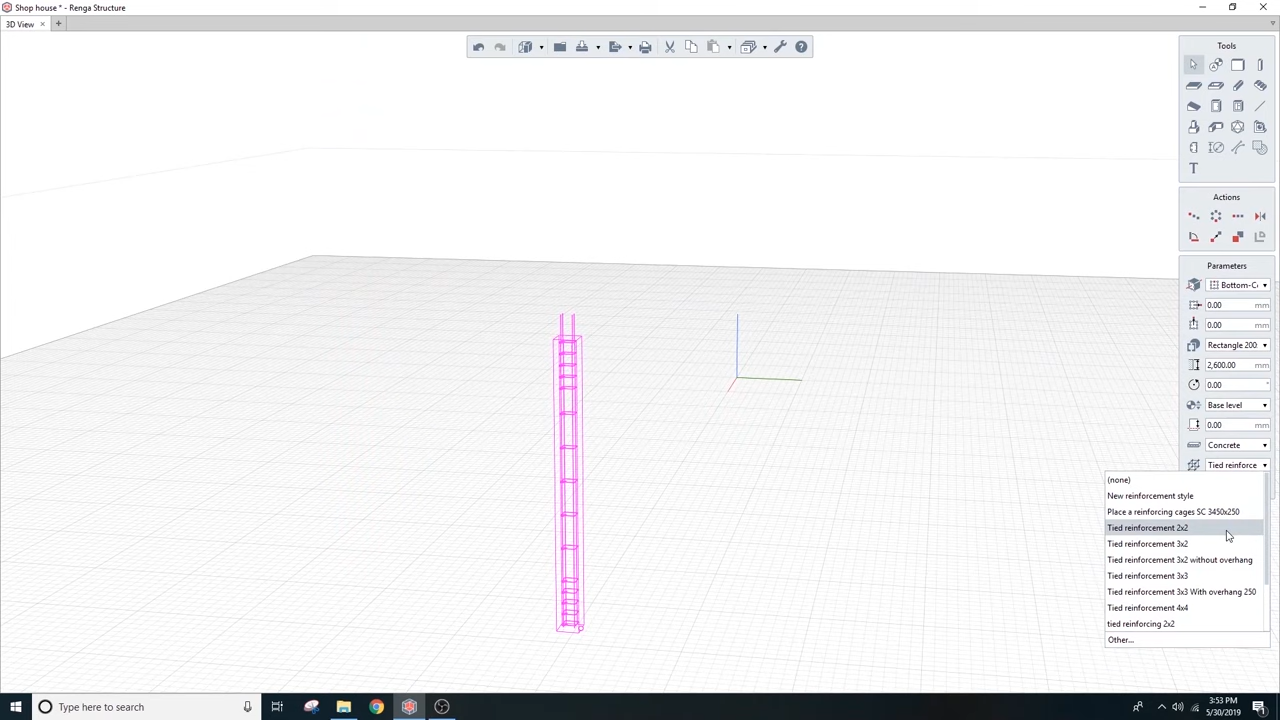 Shop house * - Renga Structure
3D View
Tools
T
Actions
Parameters
Bottom-C
0.00 mm
0.00 mm
Rectangle 200:
2,600.00 mm
0.00 °
Base level
0.00 mm
Concrete
Tied reinforce
(none)
New reinforcement style
Place a reinforcing cages SC 3450x250
Tied reinforcement 2x2
Tied reinforcement 3x2
Tied reinforcement 3x2 without overhang
Tied reinforcement 3x3
Tied reinforcement 3x3 With overhang 250
Tied reinforcement 4x4
tied reinforcing 2x2
Other...
Type here to search
3:53 PM
5/30/2019